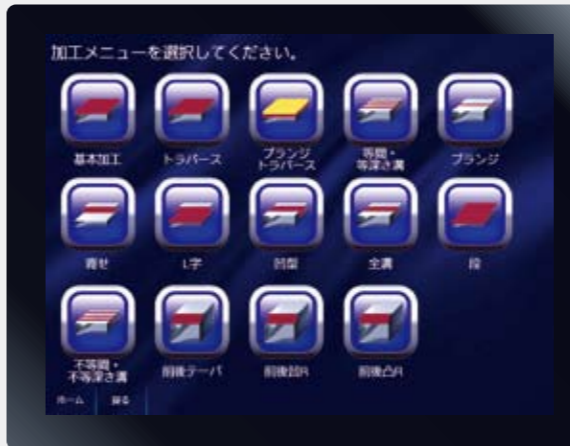 加工メニューを選択してください。
基本加工
トラバース
プランジ
トラバース
等間・
等深さ溝
プランジ
寄せ
L字
凹型
全溝
段
不等間・
不等深さ溝
前後テーパ
前後凹R
前後凸R
ホーム 戻る